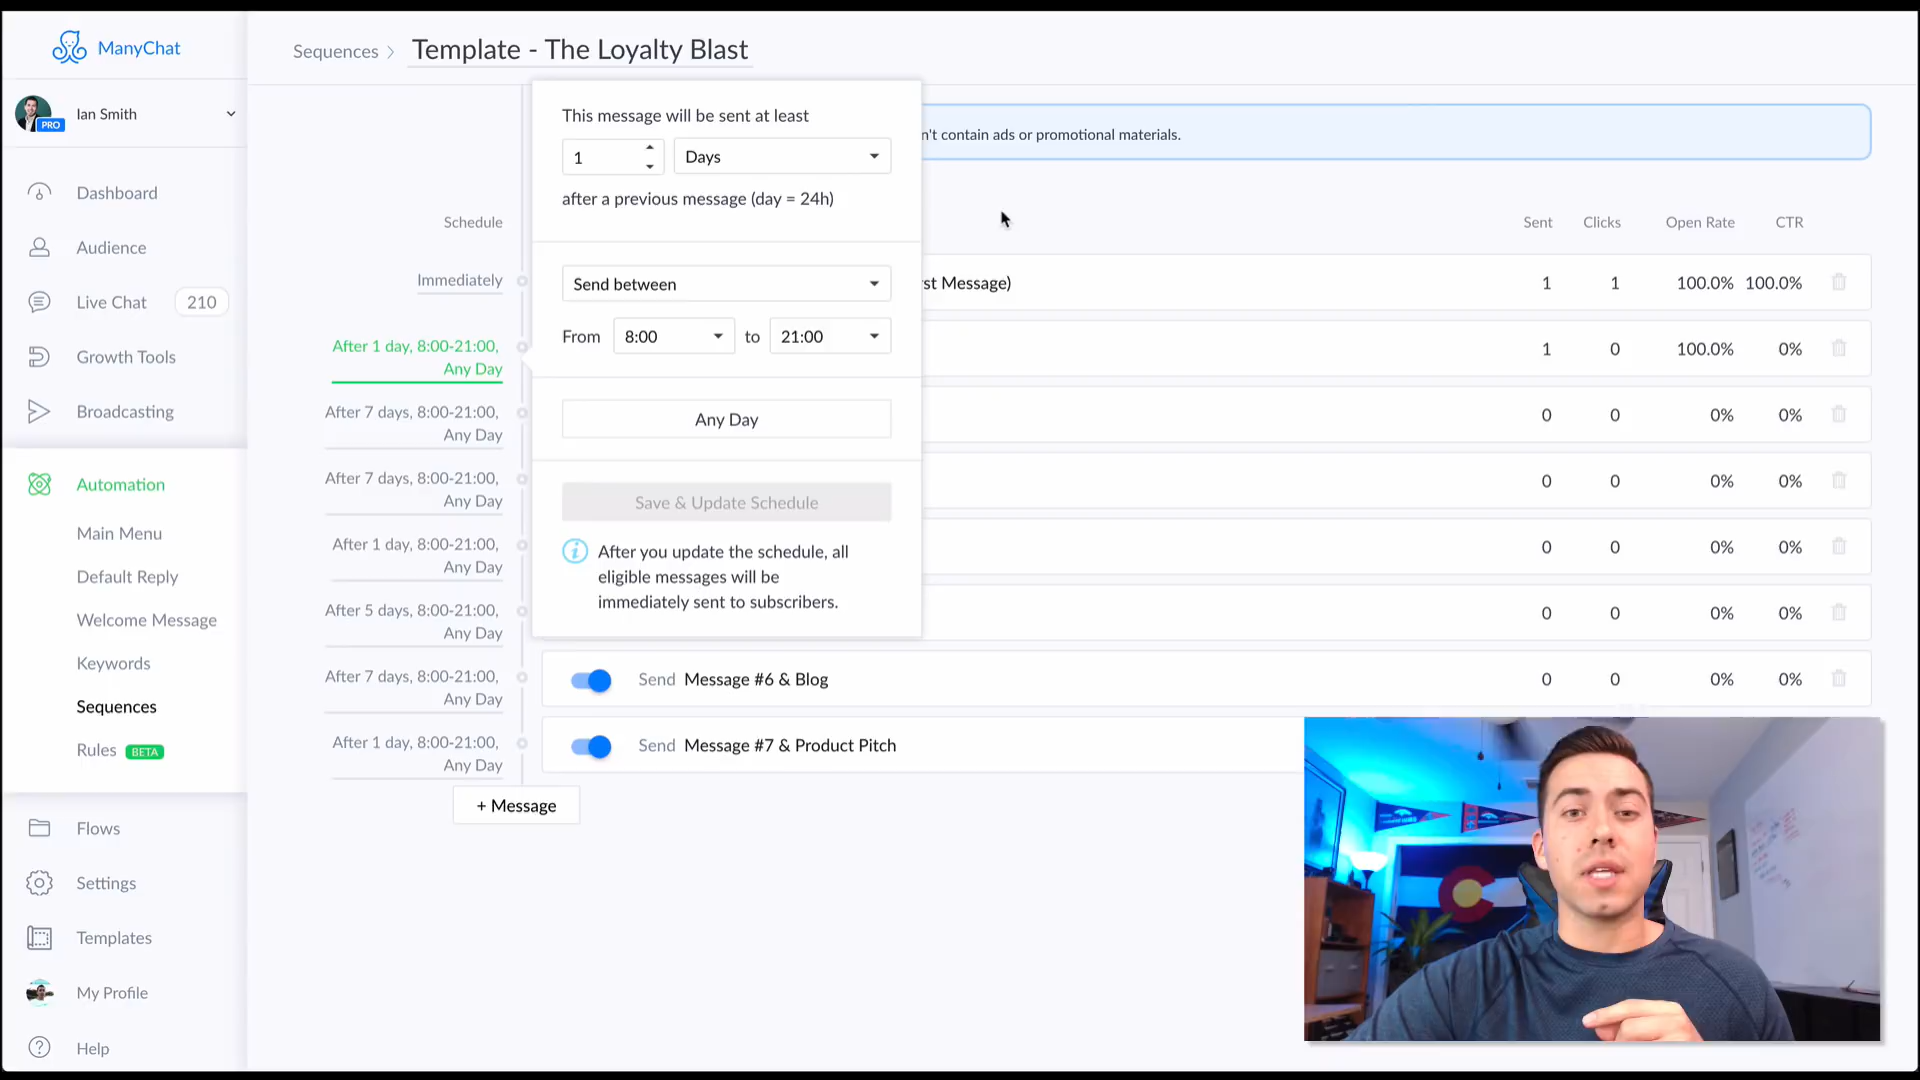 ManyChat
Sequences
Template - The Loyalty Blast
Ian Smith
PRO
Dashboard
Audience
Live Chat 210
Growth Tools
Broadcasting
Automation
Main Menu
Default Reply
Welcome Message
Keywords
Sequences
Rules BETA
Flows
Settings
Templates
My Profile
Help
This message will be sent at least
1 Days
after a previous message (day = 24h)
Send between
From 8:00 to 21:00
Any Day
Save & Update Schedule
After you update the schedule, all
eligible messages will be
immediately sent to subscribers.
n't contain ads or promotional materials.
Schedule Sent Clicks Open Rate CTR
Immediately
st Message) 1 1 100.0% 100.0%
After 1 day, 8:00-21:00,
Any Day
1 0 100.0% 0%
After 7 days, 8:00-21:00,
Any Day
0 0 0% 0%
After 7 days, 8:00-21:00,
Any Day
0 0 0% 0%
After 1 day, 8:00-21:00,
Any Day
0 0 0% 0%
After 5 days, 8:00-21:00,
Any Day
0 0 0% 0%
After 7 days, 8:00-21:00,
Any Day
Send Message #6 & Blog 0 0 0% 0%
After 1 day, 8:00-21:00,
Any Day
Send Message #7 & Product Pitch
+ Message